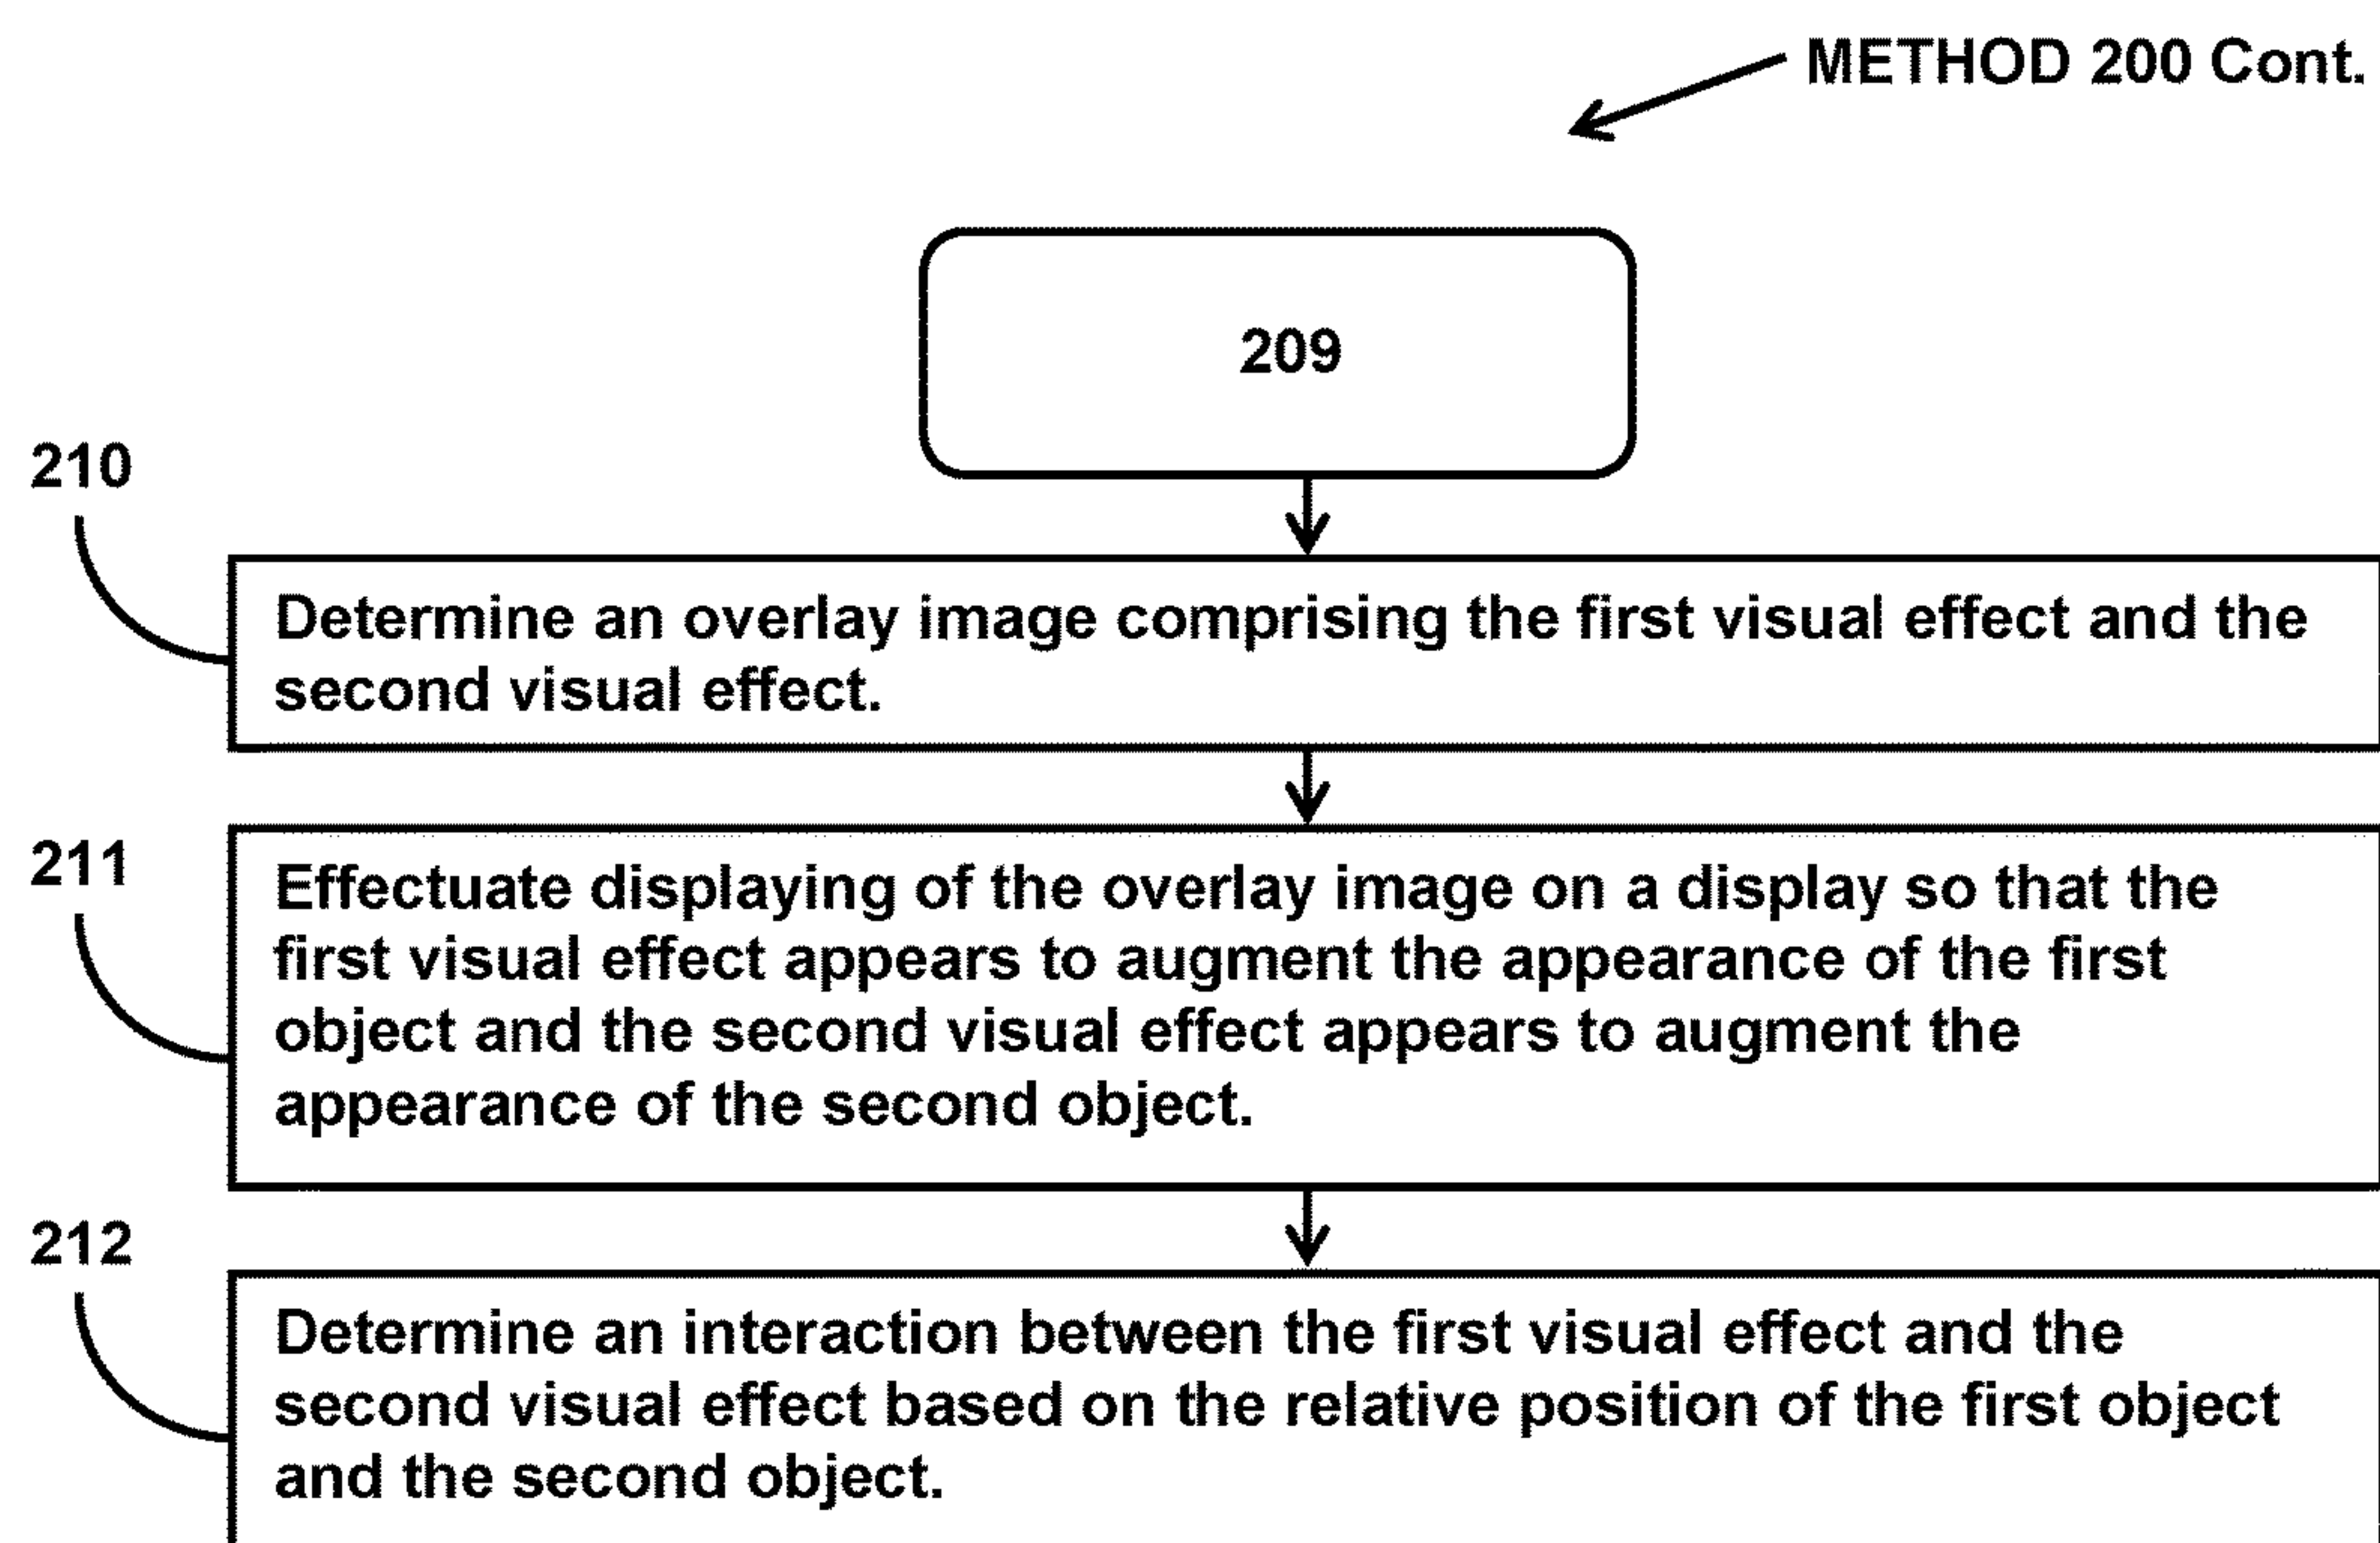 METHOD 200 Cont.
209
210
Determine an overlay image comprising the first visual effect and the
second visual effect.
211
Effectuate displaying of the overlay image on a display so that the
first visual effect appears to augment the appearance of the first
object and the second visual effect appears to augment the
appearance of the second object.
212
Determine an interaction between the first visual effect and the
second visual effect based on the relative position of the first object
and the second object.